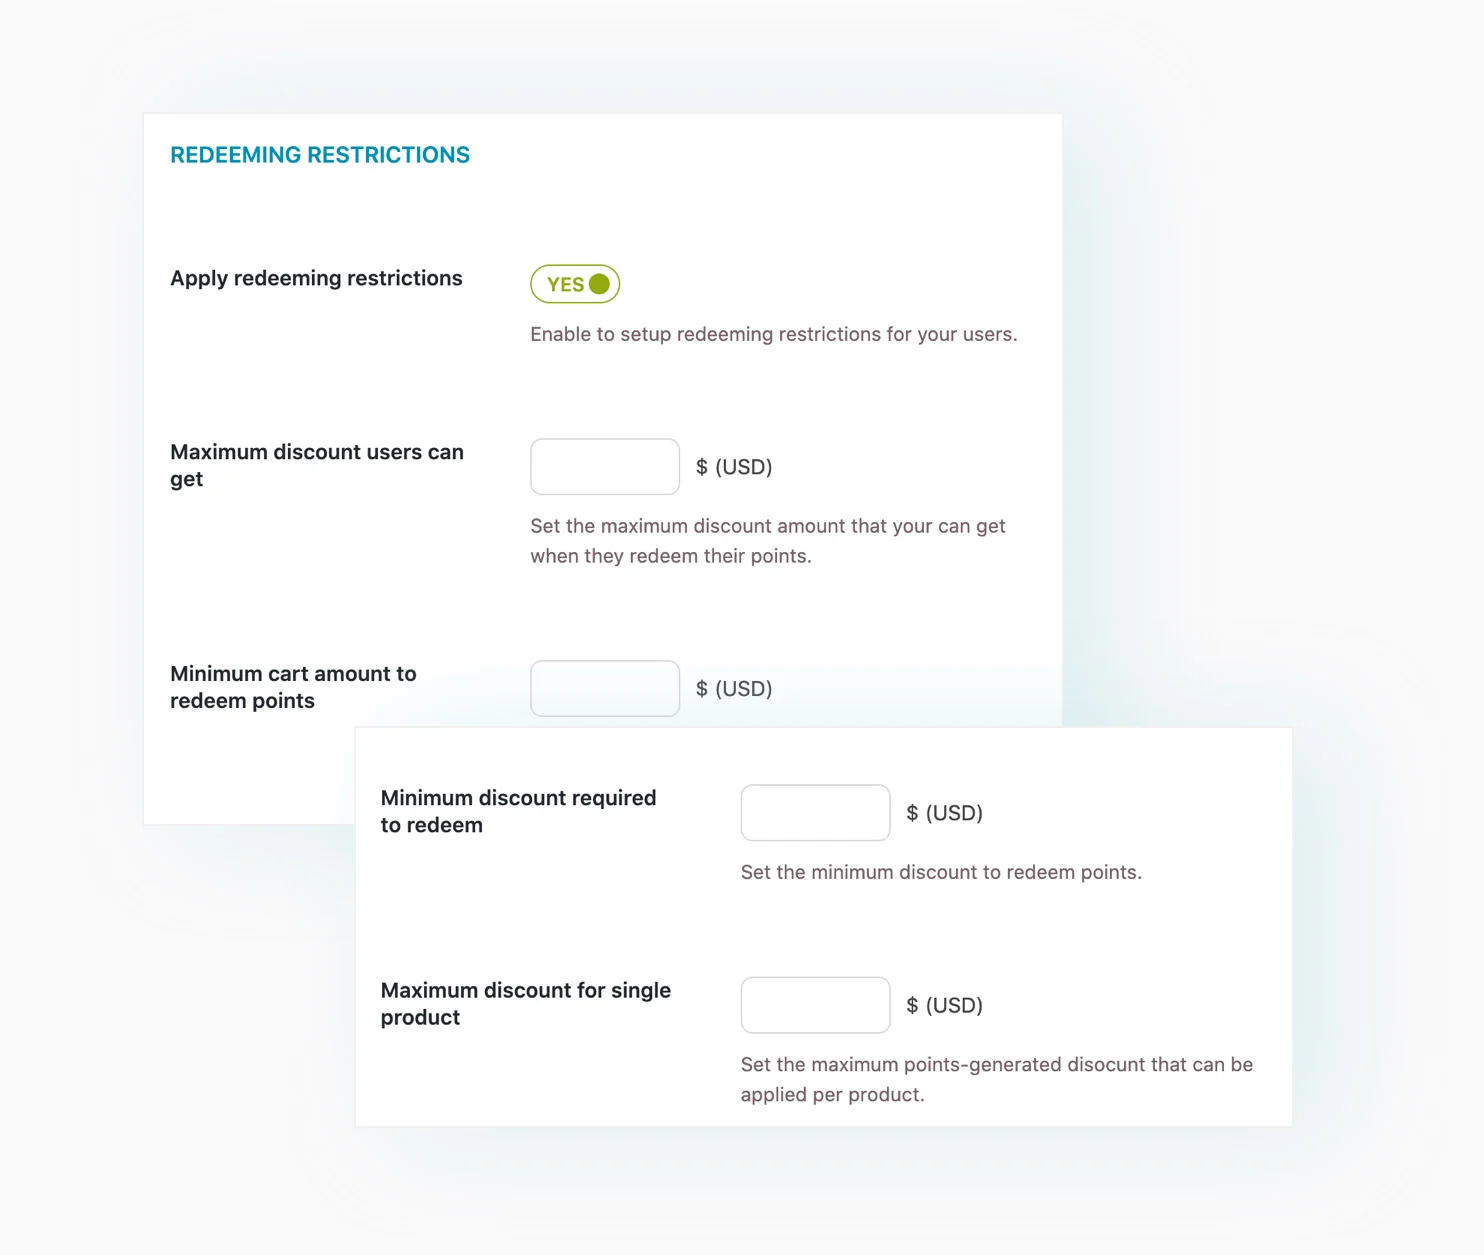 REDEEMING RESTRICTIONS
Apply redeeming restrictions
YES
Enable to setup redeeming restrictions for your users.
Maximum discount users can
get
$ (USD)
Set the maximum discount amount that your can get
when they redeem their points.
Minimum cart amount to
redeem points
$ (USD)
Minimum discount required
to redeem
$ (USD)
Set the minimum discount to redeem points.
Maximum discount for single
product
$ (USD)
Set the maximum points-generated disocunt that can be
applied per product.